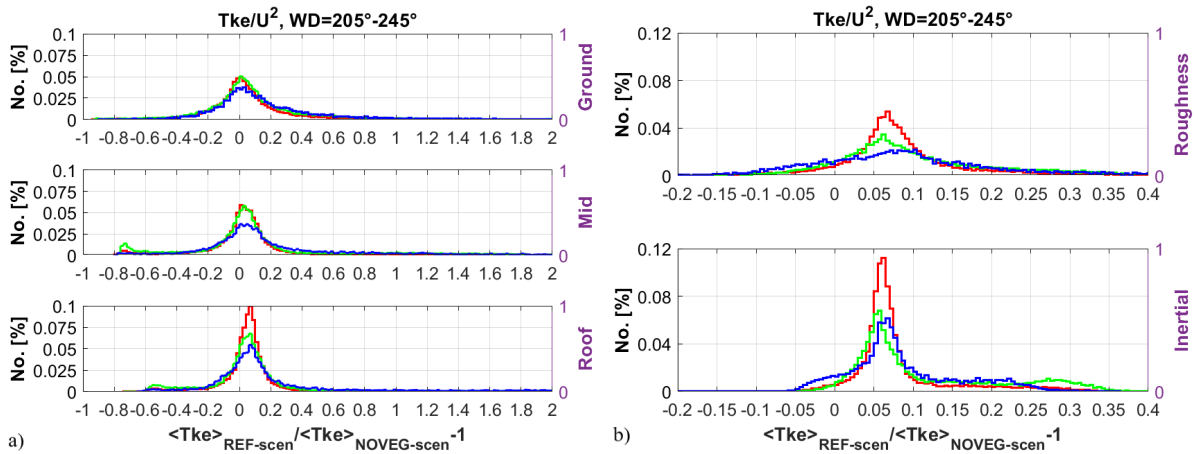 Tke/U², WD=205°-245°
0.1
0.075
0.05
0.025
0
No. [%]
1
0
Ground
-1 -0.8 -0.6 -0.4 -0.2 0 0.2 0.4 0.6 0.8 1 1.2 1.4 1.6 1.8 2
0.1
0.075
0.05
0.025
0
No. [%]
1
0
Mid
-1 -0.8 -0.6 -0.4 -0.2 0 0.2 0.4 0.6 0.8 1 1.2 1.4 1.6 1.8 2
0.1
0.075
0.05
0.025
0
No. [%]
1
0
Roof
-1 -0.8 -0.6 -0.4 -0.2 0 0.2 0.4 0.6 0.8 1 1.2 1.4 1.6 1.8 2
a) <Tke>REF-scen/<Tke>NOVEG-scen-1
Tke/U², WD=205°-245°
0.12
0.08
0.04
0
No. [%]
1
0
Roughness
-0.2 -0.15 -0.1 -0.05 0 0.05 0.1 0.15 0.2 0.25 0.3 0.35 0.4
0.12
0.08
0.04
0
No. [%]
1
0
Inertial
-0.2 -0.15 -0.1 -0.05 0 0.05 0.1 0.15 0.2 0.25 0.3 0.35 0.4
b) <Tke>REF-scen/<Tke>NOVEG-scen-1